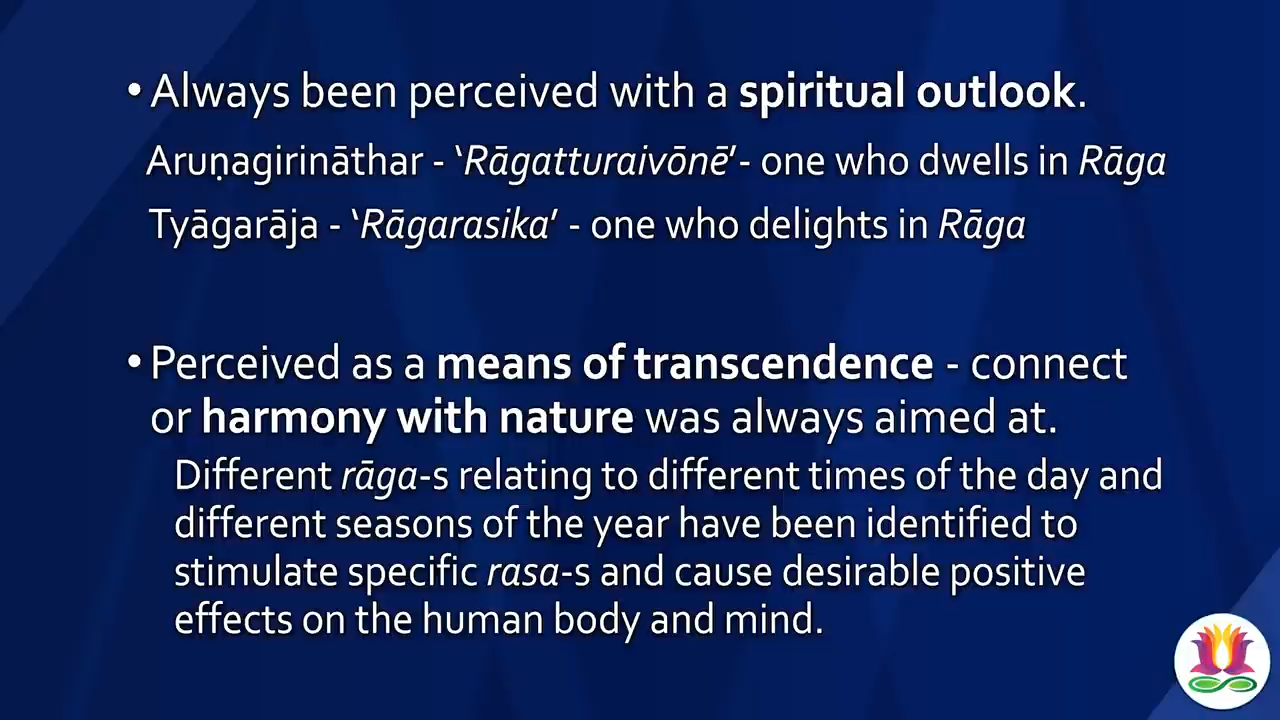 • Always been perceived with a spiritual outlook.
Aruṇagirināthar - ‘Rāgatturaivōnē’- one who dwells in Rāga
Tyāgarāja - ‘Rāgarasika’ - one who delights in Rāga
• Perceived as a means of transcendence - connect
or harmony with nature was always aimed at.
Different rāga-s relating to different times of the day and
different seasons of the year have been identified to
stimulate specific rasa-s and cause desirable positive
effects on the human body and mind.